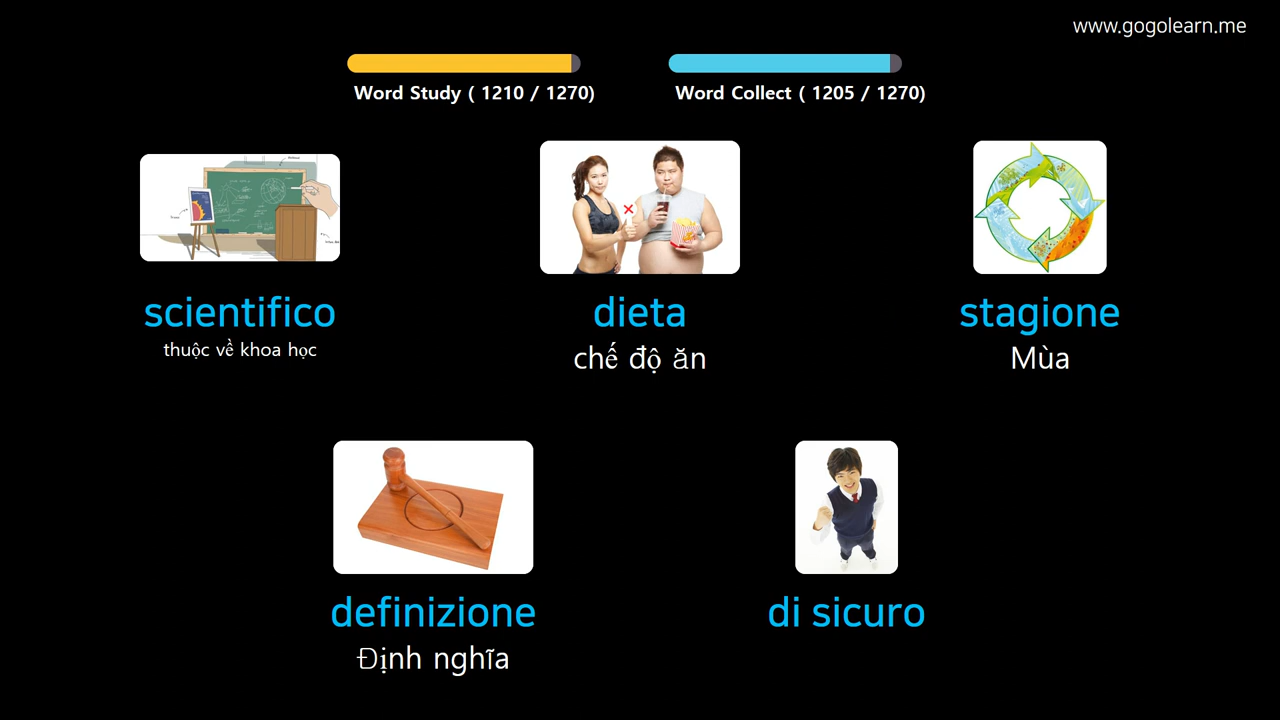 www.gogolearn.me
Word Study ( 1210 / 1270)
Word Collect ( 1205 / 1270)
scientifico
thuộc về khoa học
dieta
chế độ ăn
stagione
Mùa
definizione
Định nghĩa
di sicuro